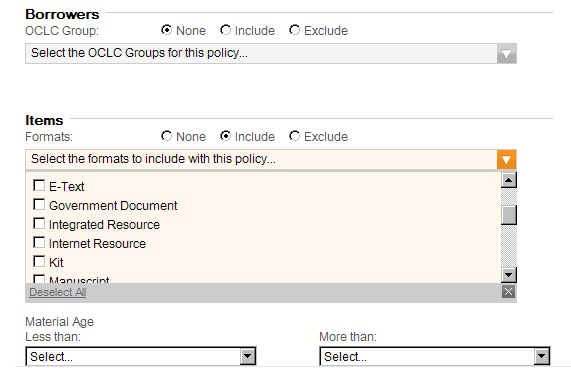 Borrowers
OCLC Group: None Include Exclude
Select the OCLC Groups for this policy...
Items
Formats: None Include Exclude
Select the formats to include with this policy...
E-Text
Government Document
Integrated Resource
Internet Resource
Kit
Manuscript
Deselect All
Material Age
Less than: More than:
Select... Select...